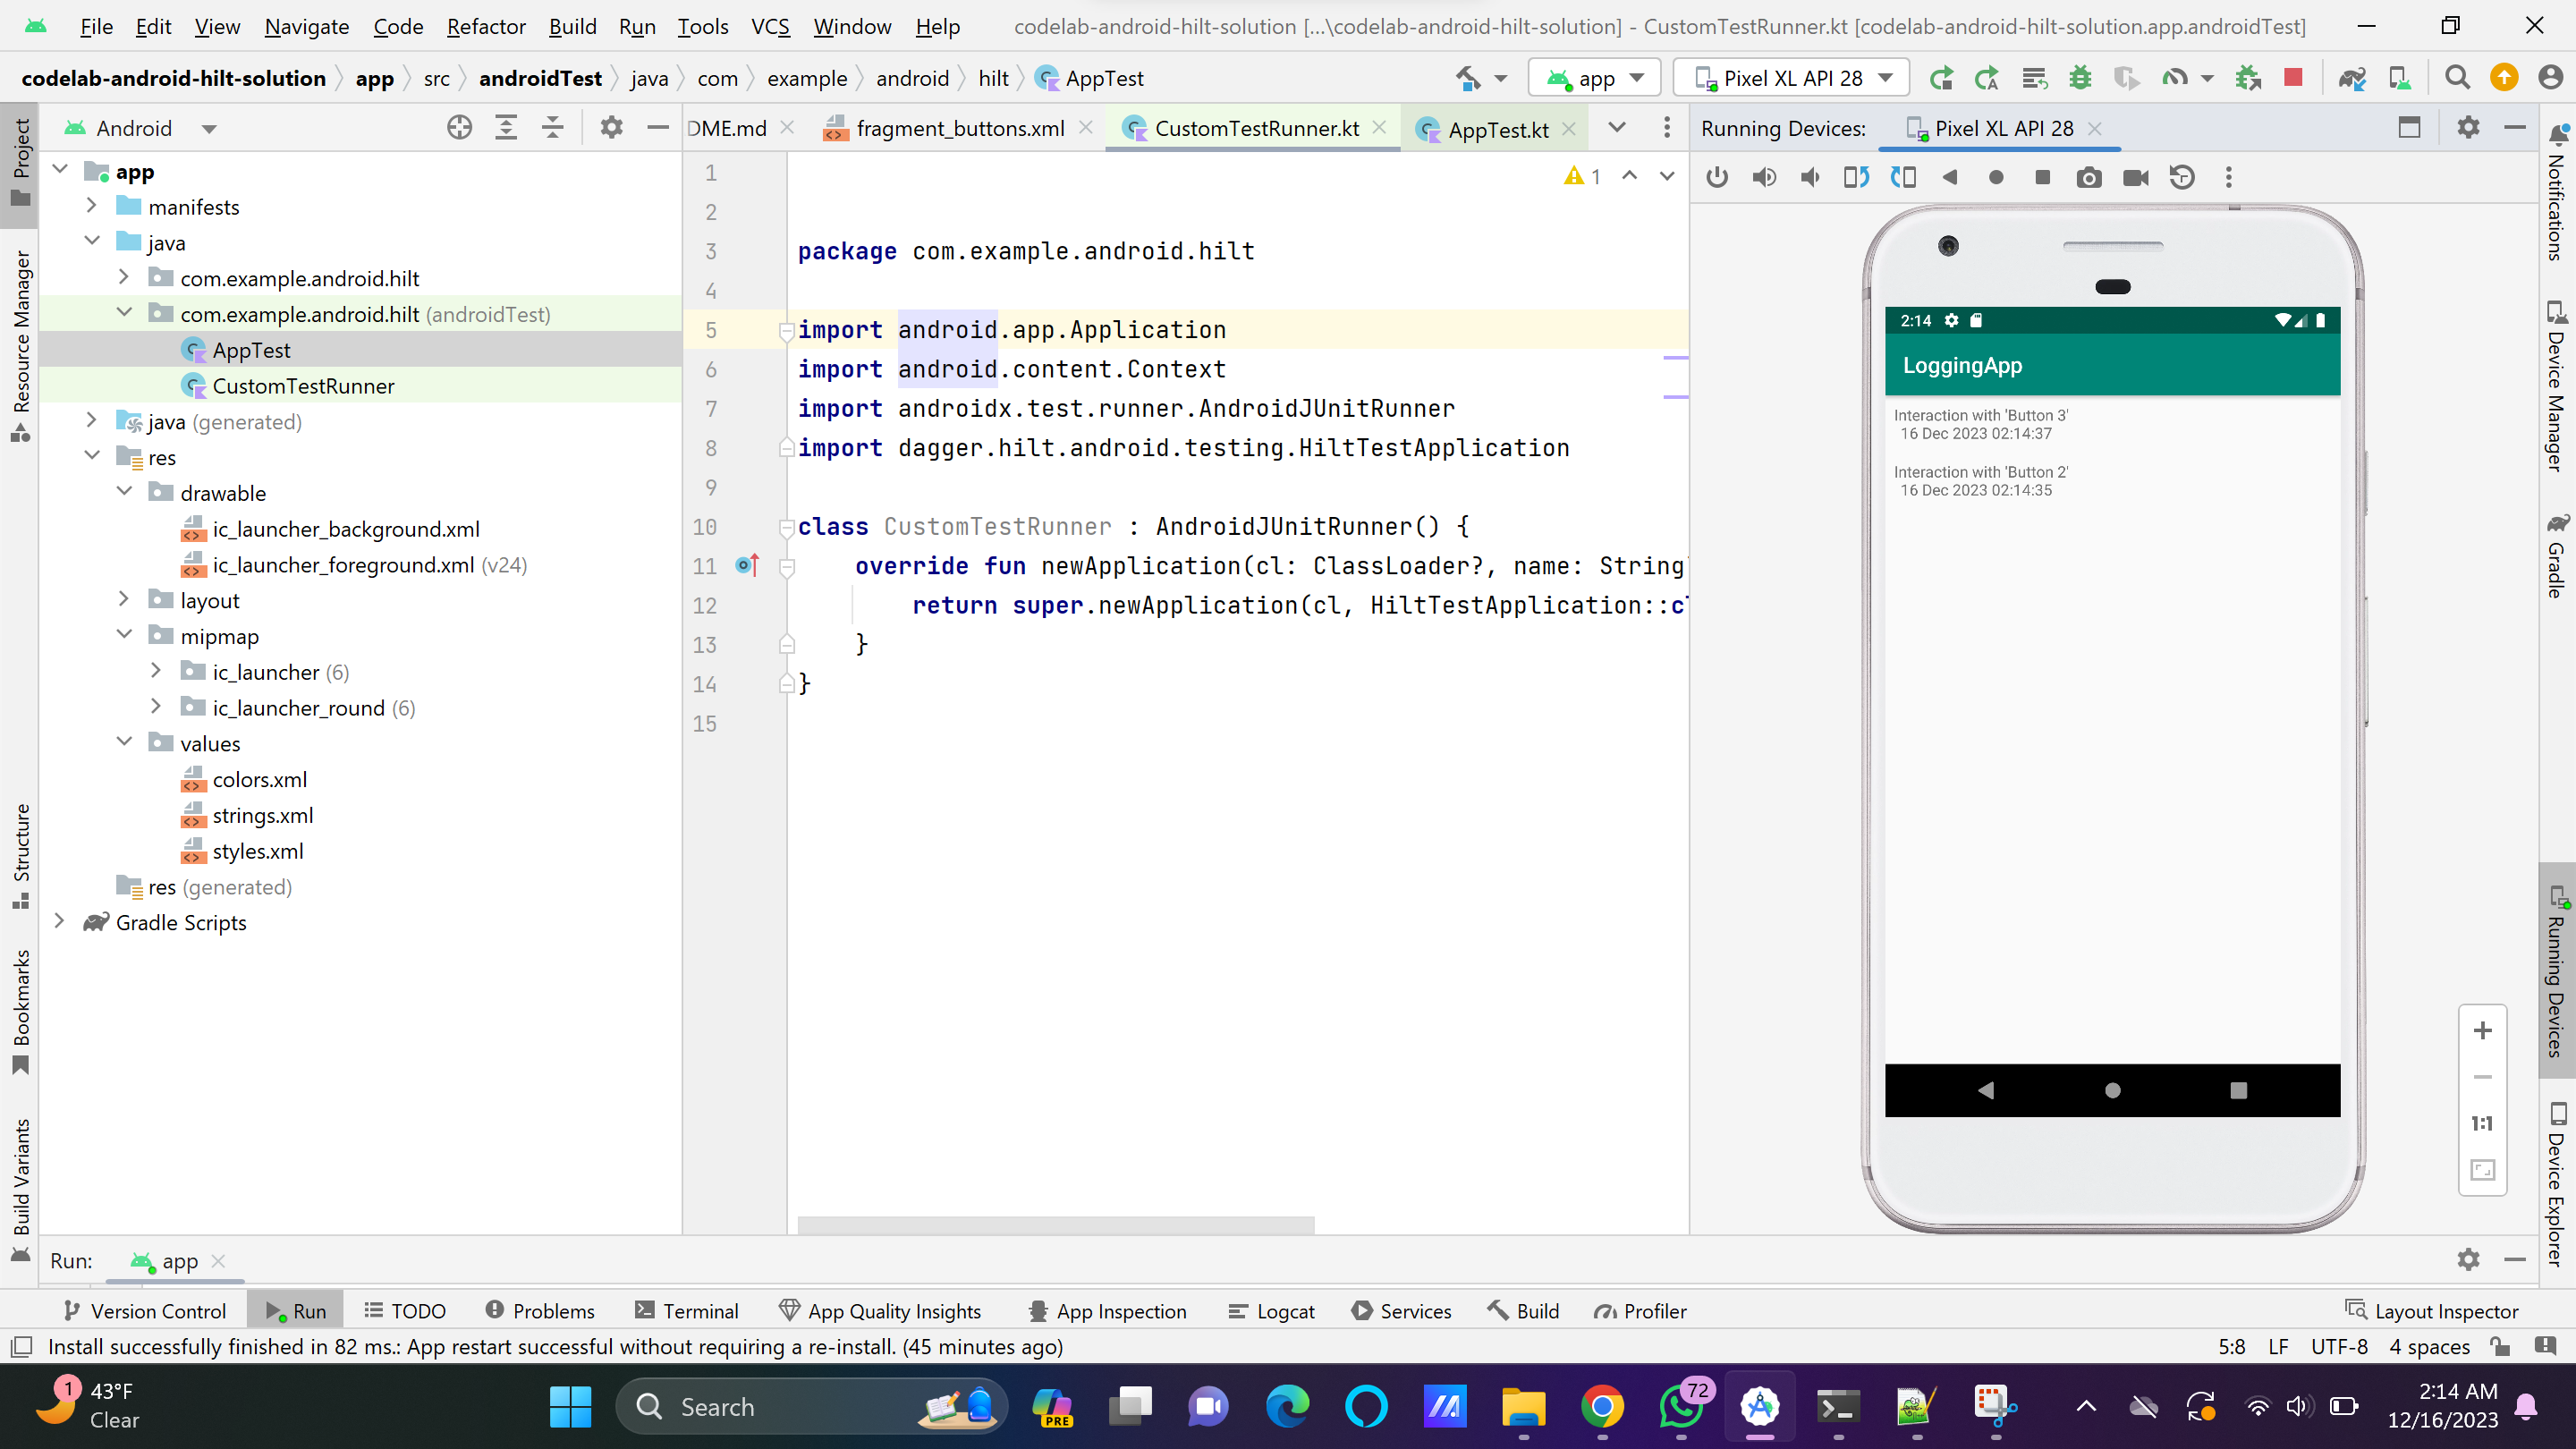 File Edit View Navigate Code Refactor Build Run Tools VCS Window Help codelab-android-hilt-solution [...\codelab-android-hilt-solution] - CustomTestRunner.kt [codelab-android-hilt-solution.app.androidTest]
codelab-android-hilt-solution app src androidTest java com example android hilt AppTest app Pixel XL API 28
Project
Resource Manager
Structure
Bookmarks
Build Variants
Android
app
manifests
java
com.example.android.hilt
com.example.android.hilt (androidTest)
AppTest
CustomTestRunner
java (generated)
res
drawable
ic_launcher_background.xml
ic_launcher_foreground.xml (v24)
layout
mipmap
ic_launcher (6)
ic_launcher_round (6)
values
colors.xml
strings.xml
styles.xml
res (generated)
Gradle Scripts
DME.md fragment_buttons.xml CustomTestRunner.kt AppTest.kt
1
1
2
3 package com.example.android.hilt
4
5 import android.app.Application
6 import android.content.Context
7 import androidx.test.runner.AndroidJUnitRunner
8 import dagger.hilt.android.testing.HiltTestApplication
9
10 class CustomTestRunner : AndroidJUnitRunner() {
11 override fun newApplication(cl: ClassLoader?, name: String
12 return super.newApplication(cl, HiltTestApplication::cl
13 }
14 }
15
Running Devices: Pixel XL API 28
2:14
LoggingApp
Interaction with 'Button 3'
16 Dec 2023 02:14:37
Interaction with 'Button 2'
16 Dec 2023 02:14:35
1:1
Notifications
Device Manager
Gradle
Running Devices
Device Explorer
Run: app
Version Control Run TODO Problems Terminal App Quality Insights App Inspection Logcat Services Build Profiler Layout Inspector
Install successfully finished in 82 ms.: App restart successful without requiring a re-install. (45 minutes ago) 5:8 LF UTF-8 4 spaces
1
43°F
Clear
Search
PRE
72
2:14 AM
12/16/2023